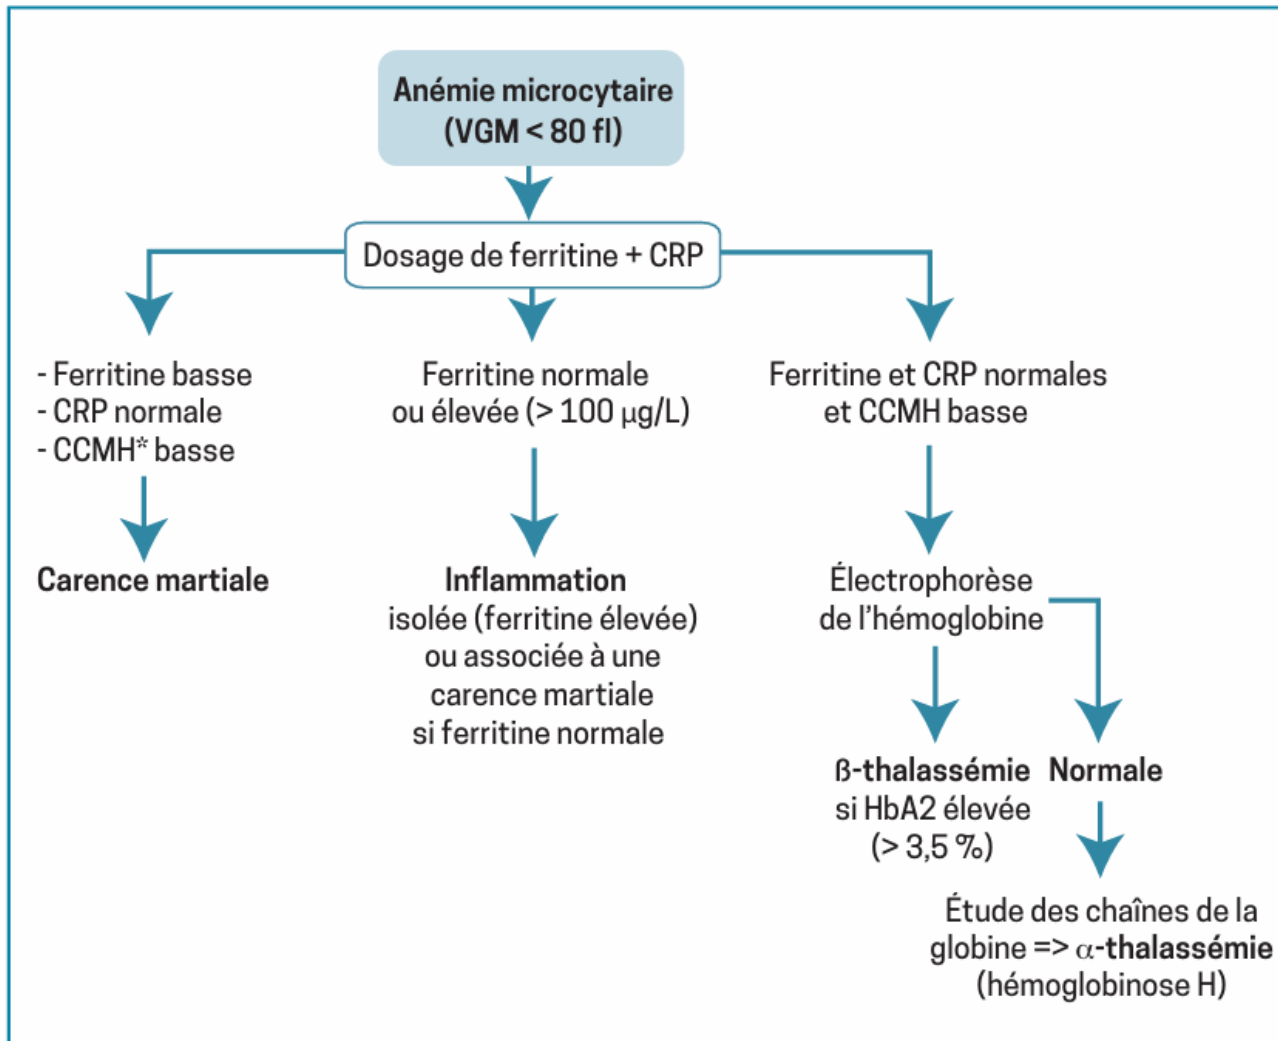 Anémie microcytaire
(VGM < 80 fl)
Dosage de ferritine + CRP
- Ferritine basse
- CRP normale
- CCMH* basse
Carence martiale
Ferritine normale
ou élevée (> 100 µg/L)
Inflammation
isolée (ferritine élevée)
ou associée à une
carence martiale
si ferritine normale
Ferritine et CRP normales
et CCMH basse
Électrophorèse
de l'hémoglobine
ß-thalassémie
si HbA2 élevée
(> 3,5 %)
Normale
Étude des chaînes de la
globine => α-thalassémie
(hémoglobinose H)